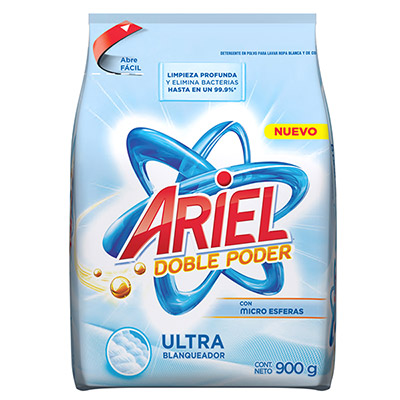 Abre
FÁCIL
DETERGENTE EN POLVO PARA LAVAR ROPA BLANCA Y DE CO
LIMPIEZA PROFUNDA
Y ELIMINA BACTERIAS
HASTA EN UN 99.9%*
NUEVO
ARIEL
DOBLE PODER
CON
MICRO ESFERAS
ULTRA
BLANQUEADOR
CONT.
NETO 900 g